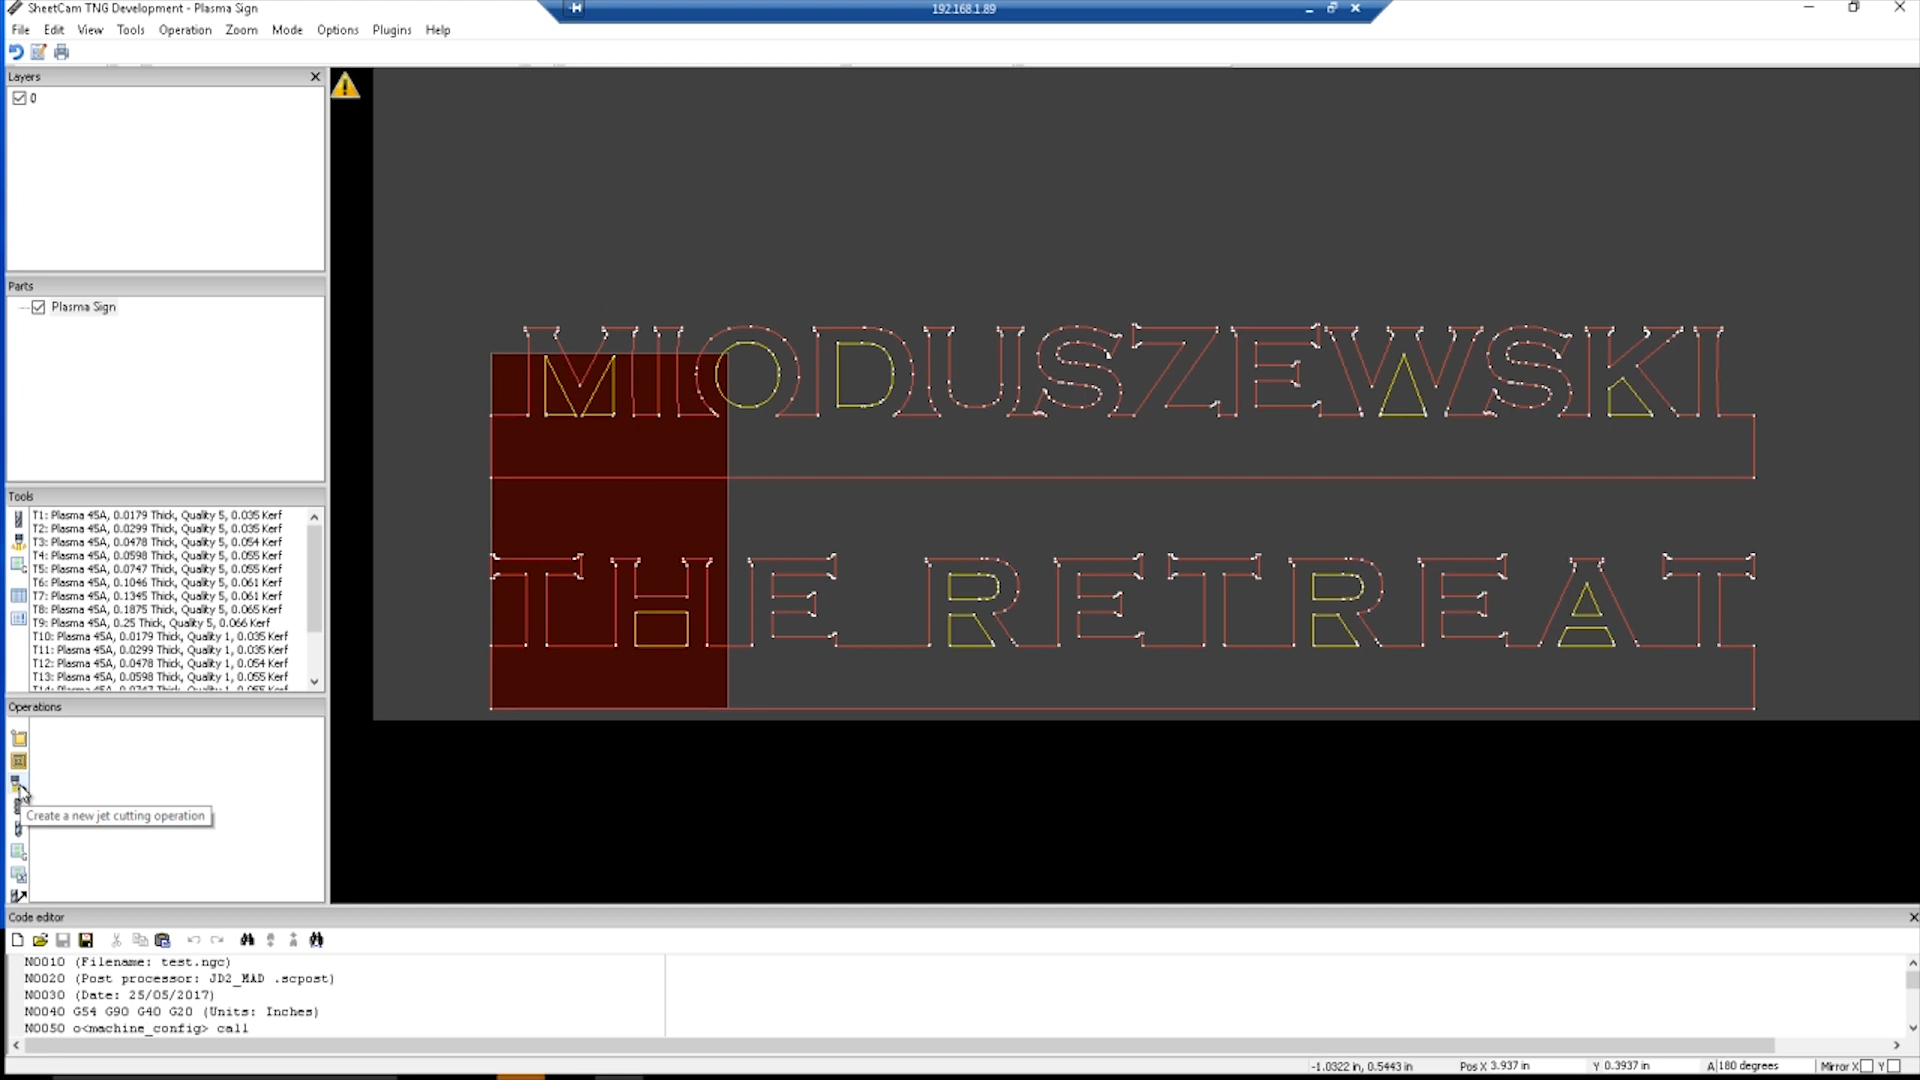 SheetCam TNG Development - Plasma Sign
192.168.1.89
File Edit View Tools Operation Zoom Mode Options Plugins Help
Layers
0
Parts
Plasma Sign
Tools
T1: Plasma 45A, 0.0179 Thick, Quality 5, 0.035 Kerf
T2: Plasma 45A, 0.0299 Thick, Quality 5, 0.035 Kerf
T3: Plasma 45A, 0.0478 Thick, Quality 5, 0.054 Kerf
T4: Plasma 45A, 0.0598 Thick, Quality 5, 0.055 Kerf
T5: Plasma 45A, 0.0747 Thick, Quality 5, 0.055 Kerf
T6: Plasma 45A, 0.1046 Thick, Quality 5, 0.061 Kerf
T7: Plasma 45A, 0.1345 Thick, Quality 5, 0.061 Kerf
T8: Plasma 45A, 0.1875 Thick, Quality 5, 0.065 Kerf
T9: Plasma 45A, 0.25 Thick, Quality 5, 0.066 Kerf
T10: Plasma 45A, 0.0179 Thick, Quality 1, 0.035 Kerf
T11: Plasma 45A, 0.0299 Thick, Quality 1, 0.035 Kerf
T12: Plasma 45A, 0.0478 Thick, Quality 1, 0.054 Kerf
T13: Plasma 45A, 0.0598 Thick, Quality 1, 0.055 Kerf
MIODUSZEWSKI
THE RETREAT
Operations
Create a new jet cutting operation
Code editor
N0010 (Filename: test.ngc)
N0020 (Post processor: JD2_MAD .scpost)
N0030 (Date: 25/05/2017)
N0040 G54 G90 G40 G20 (Units: Inches)
N0050 o<machine_config> call
-1.0322 in, 0.5443 in Pos X 3.937 in Y 0.3937 in A 180 degrees Mirror X Y